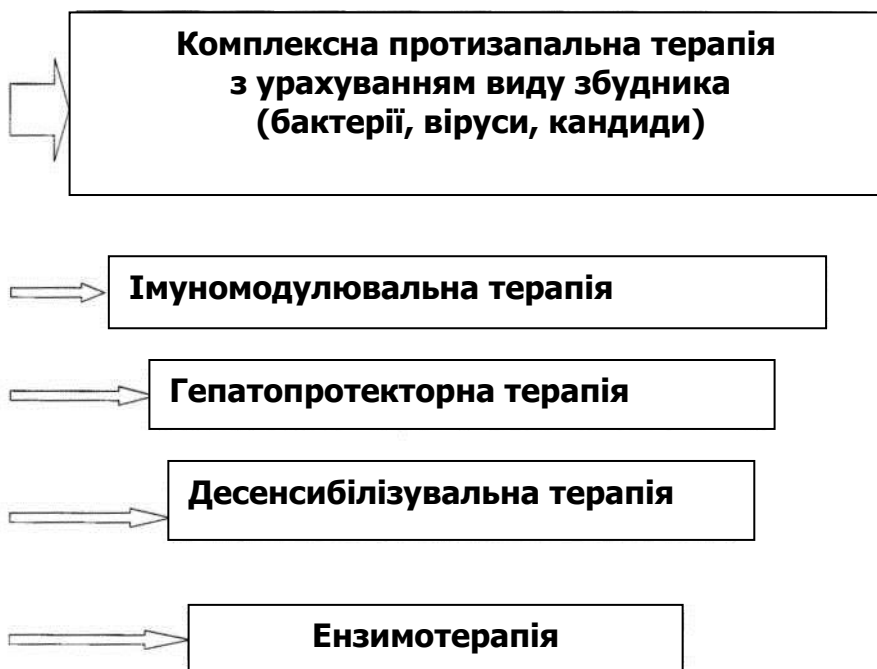 Комплексна протизапальна терапія
з урахуванням виду збудника
(бактерії, віруси, кандиди)
Імуномодулювальна терапія
Гепатопротекторна терапія
Десенсибілізувальна терапія
Ензимотерапія